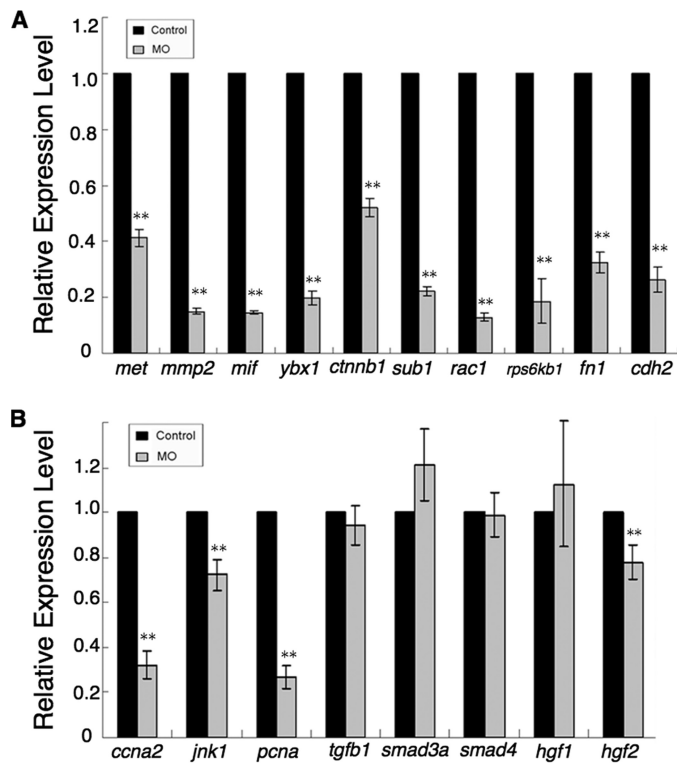 A
Relative Expression Level
1.2
1.0
0.8
0.6
0.4
0.2
0
Control
MO
**
**
**
**
**
**
**
**
**
**
met mmp2 mif ybx1 ctnnb1 sub1 rac1 rps6kb1 fn1 cdh2
B
Relative Expression Level
1.2
1.0
0.8
0.6
0.4
0.2
0
Control
MO
**
**
**
**
ccna2 jnk1 pcna tgfb1 smad3a smad4 hgf1 hgf2